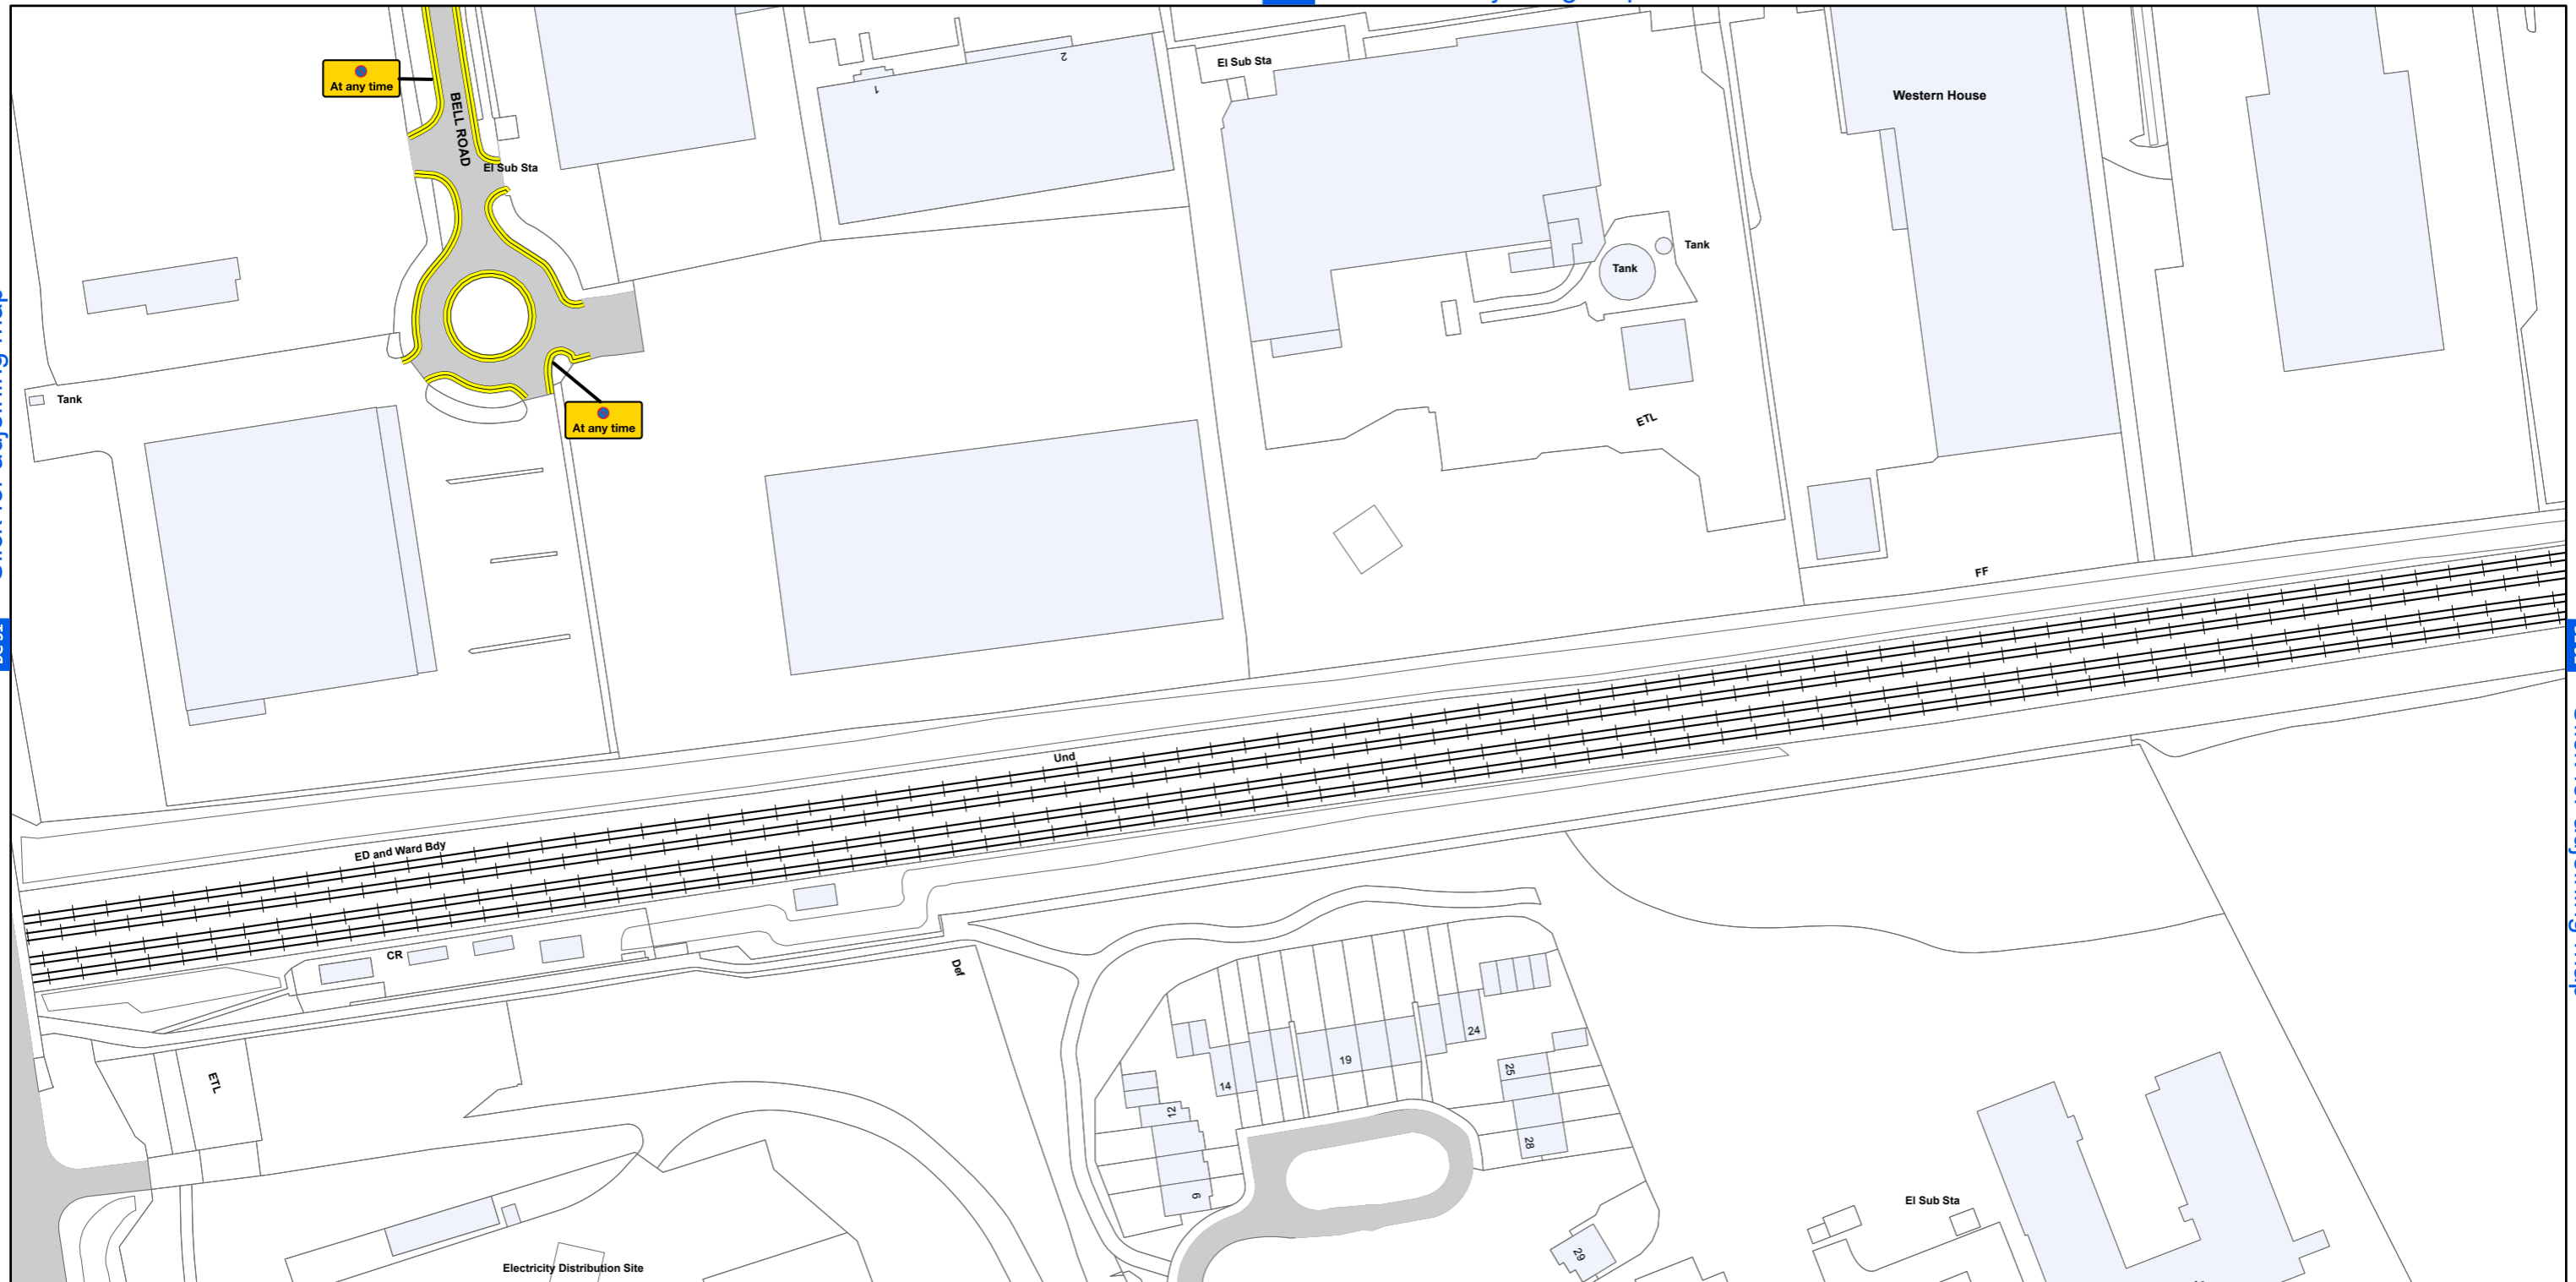 El Sub Sta
2
1
At any time
BELL ROAD
Western House
El Sub Sta
Tank
Tank
Tank
At any time
ETL
FF
Und
ED and Ward Bdy
CR
Def
24
19
14
25
ETL
12
28
9
El Sub Sta
29
Electricity Distribution Site